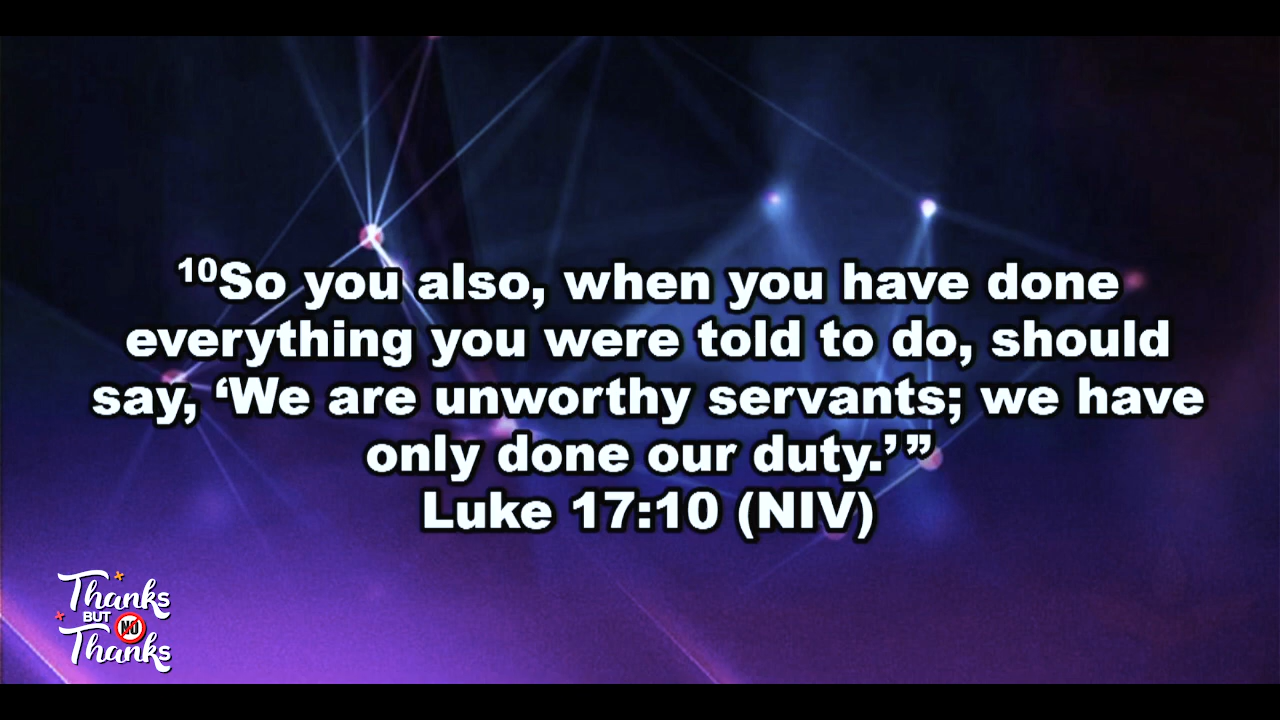 ¹⁰So you also, when you have done
everything you were told to do, should
say, ‘We are unworthy servants; we have
only done our duty.’ ”
Luke 17:10 (NIV)
Thanks
BUT NO
Thanks